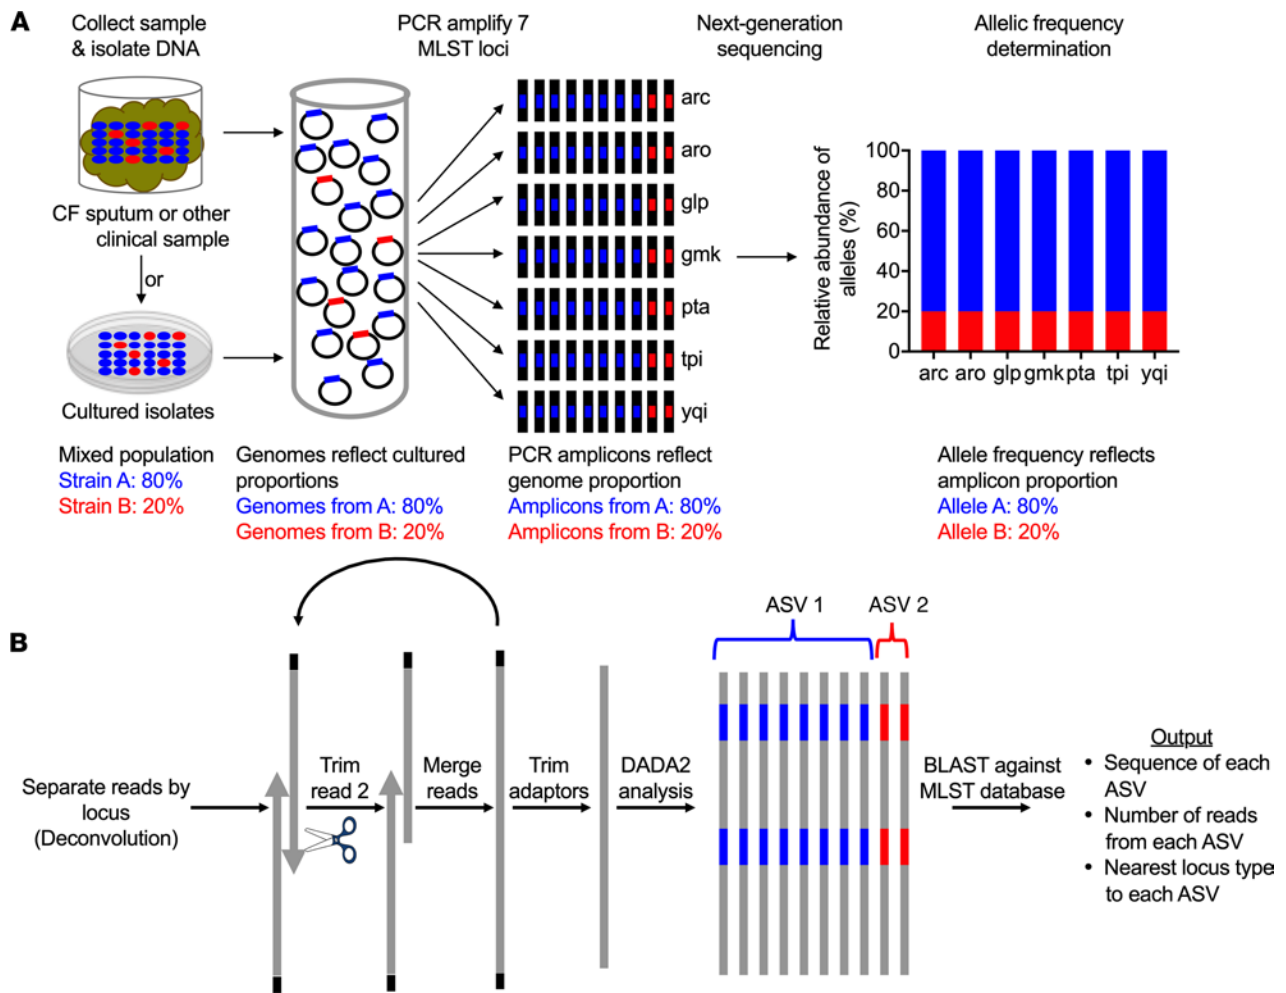 A
Collect sample
& isolate DNA
PCR amplify 7
MLST loci
Next-generation
sequencing
Allelic frequency
determination
CF sputum or other
clinical sample
or
Cultured isolates
arc
aro
glp
gmk
pta
tpi
yqi
Relative abundance of
alleles (%)
100
80
60
40
20
0
arc aro glp gmk pta tpi yqi
Mixed population
Strain A: 80%
Strain B: 20%
Genomes reflect cultured
proportions
Genomes from A: 80%
Genomes from B: 20%
PCR amplicons reflect
genome proportion
Amplicons from A: 80%
Amplicons from B: 20%
Allele frequency reflects
amplicon proportion
Allele A: 80%
Allele B: 20%
B
Separate reads by
locus
(Deconvolution)
Trim
read 2
Merge
reads
Trim
adaptors
DADA2
analysis
ASV 1
ASV 2
BLAST against
MLST database
Output
• Sequence of each
ASV
• Number of reads
from each ASV
• Nearest locus type
to each ASV